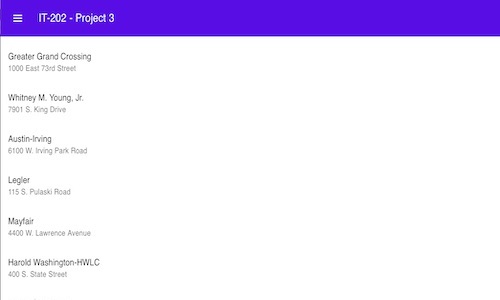 IT-202 - Project 3
Greater Grand Crossing
1000 East 73rd Street
Whitney M. Young, Jr.
7901 S. King Drive
Austin-Irving
6100 W. Irving Park Road
Legler
115 S. Pulaski Road
Mayfair
4400 W. Lawrence Avenue
Harold Washington-HWLC
400 S. State Street